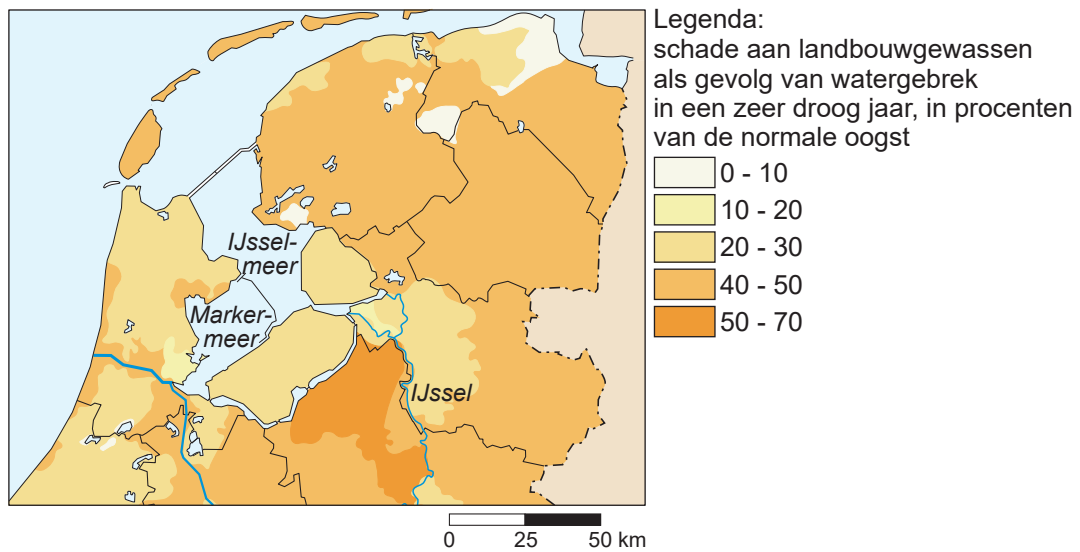 Legenda:
schade aan landbouwgewassen
als gevolg van watergebrek
in een zeer droog jaar, in procenten
van de normale oogst
0 - 10
10 - 20
20 - 30
40 - 50
50 - 70
IJssel-
meer
Marker-
meer
IJssel
0 25 50 km